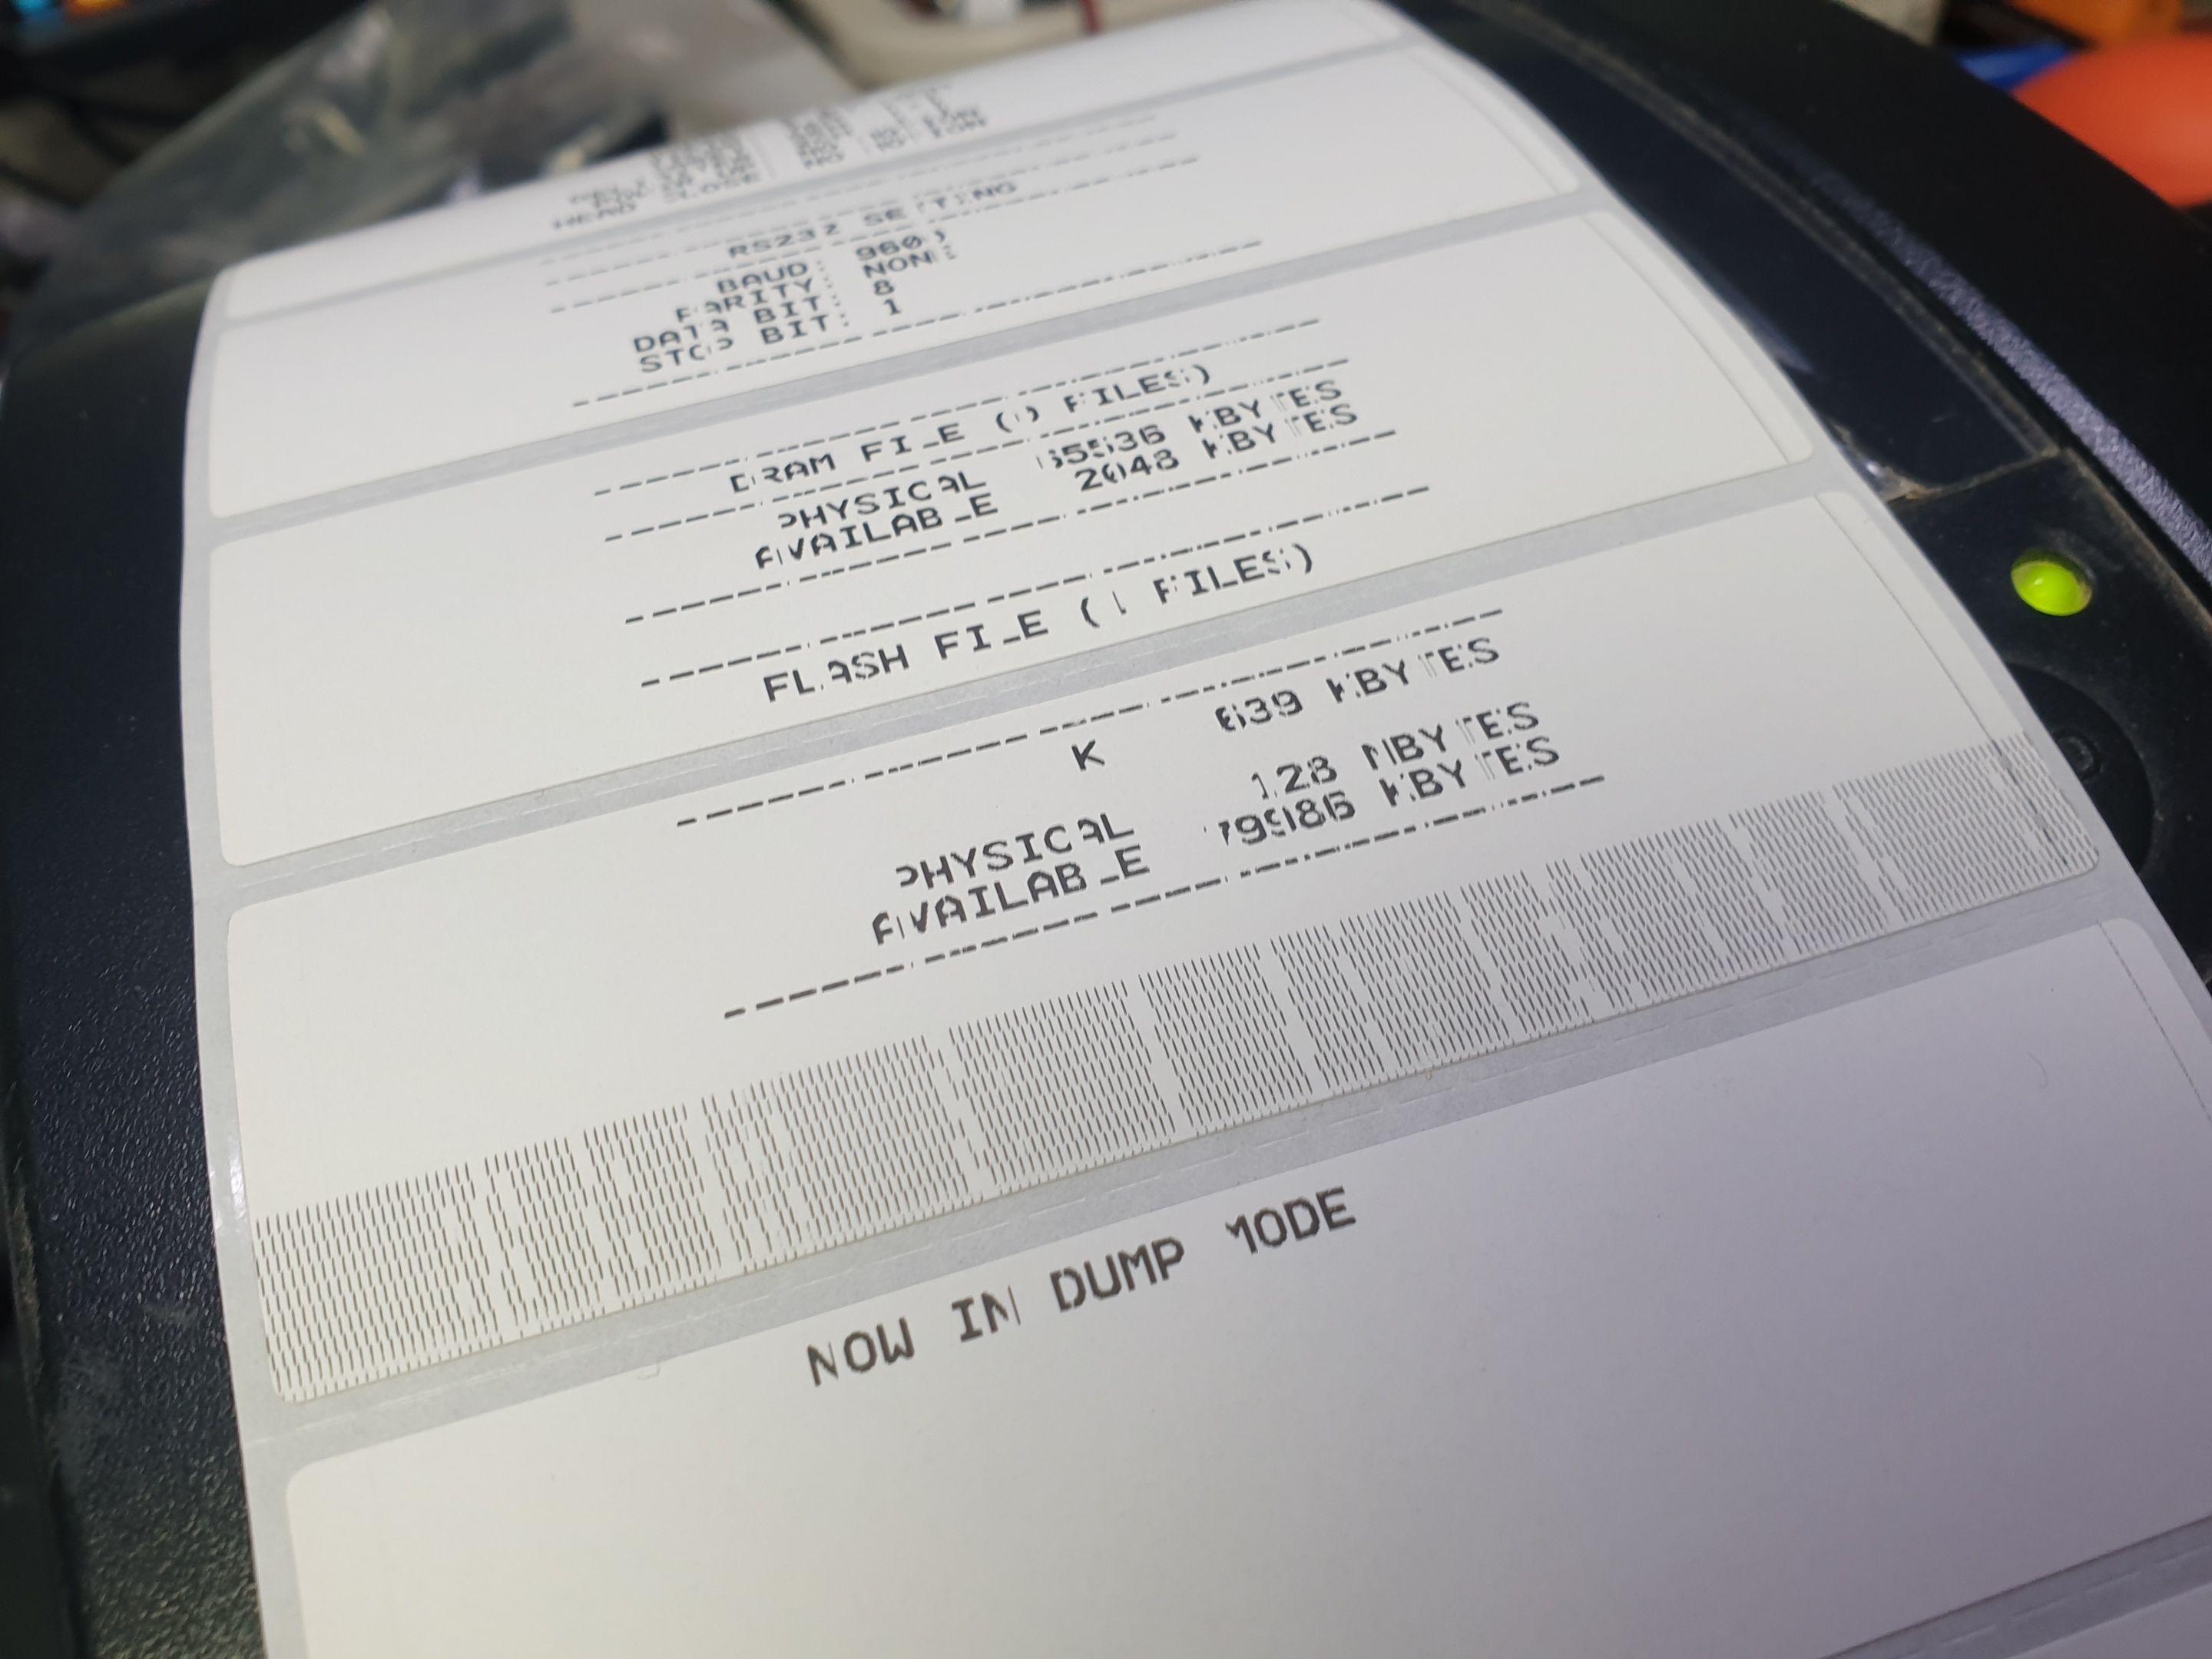 RS232 SETTING
BAUD: 9600
PARITY: NONE
DATA BIT: 8
STOP BIT: 1
DRAM FILE (0 FILES)
PHYSICAL 65536 KBYTES
AVAILABLE 2048 KBYTES
FLASH FILE (1 FILES)
K 639 KBYTES
PHYSICAL 128 MBYTES
AVAILABLE 79986 KBYTES
NOW IN DUMP MODE